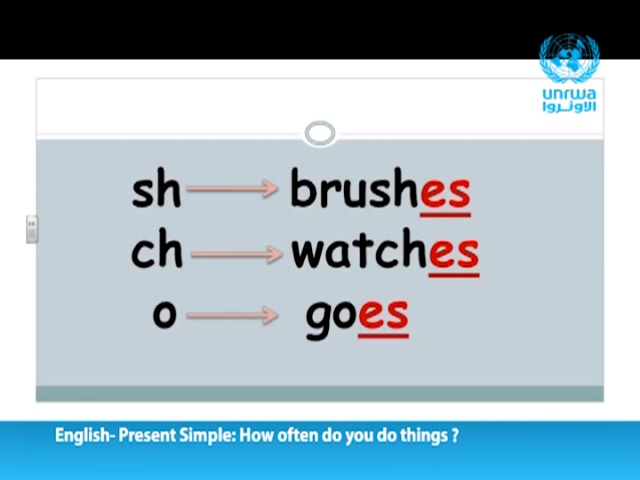 unrwa
الاونروا
sh brushes
ch watches
o goes
English- Present Simple: How often do you do things ?